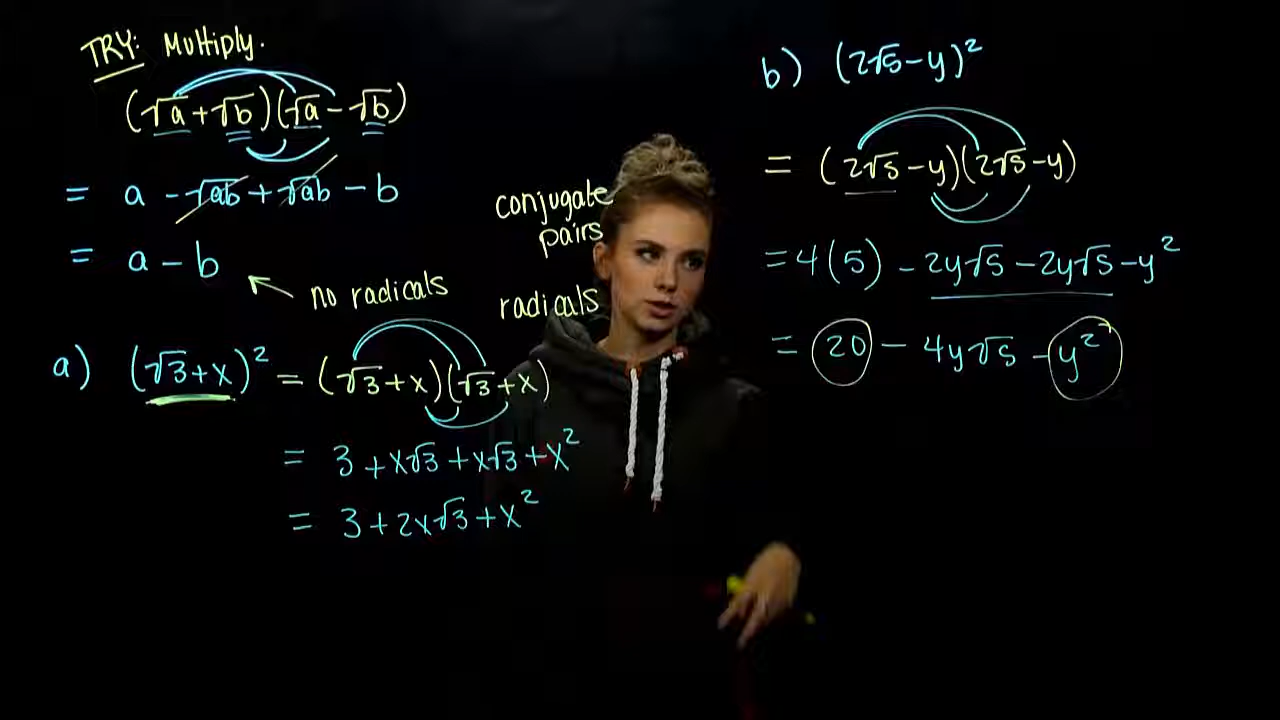 TRY: Multiply.
(√a + √b)(√a - √b)
= a - √ab + √ab - b
= a - b
no radicals
conjugate
pairs
radicals
a) (√3 + x)² = (√3 + x)(√3 + x)
= 3 + x√3 + x√3 + x²
= 3 + 2x√3 + x²
b) (2√5 - y)²
= (2√5 - y)(2√5 - y)
= 4(5) - 2y√5 - 2y√5 - y²
= 20 - 4y√5 - y²